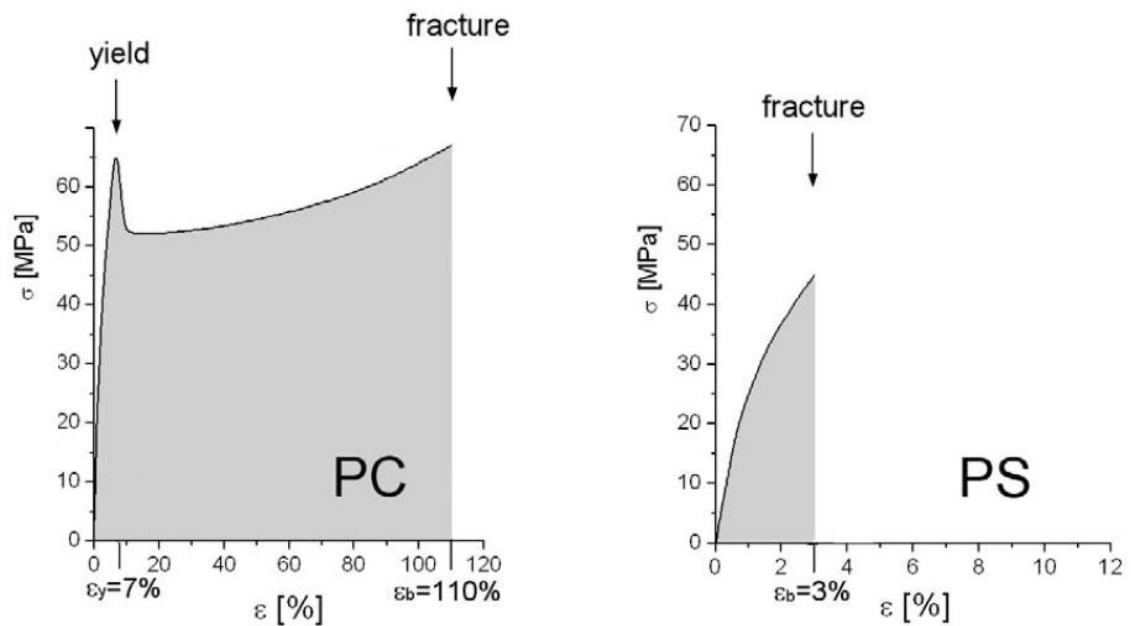 yield
fracture
σ [MPa]
60
50
40
30
20
10
0
PC
0 20 40 60 80 100 120
εy=7%
εb=110%
ε [%]
fracture
σ [MPa]
70
60
50
40
30
20
10
0
PS
0 2 4 6 8 10 12
εb=3%
ε [%]